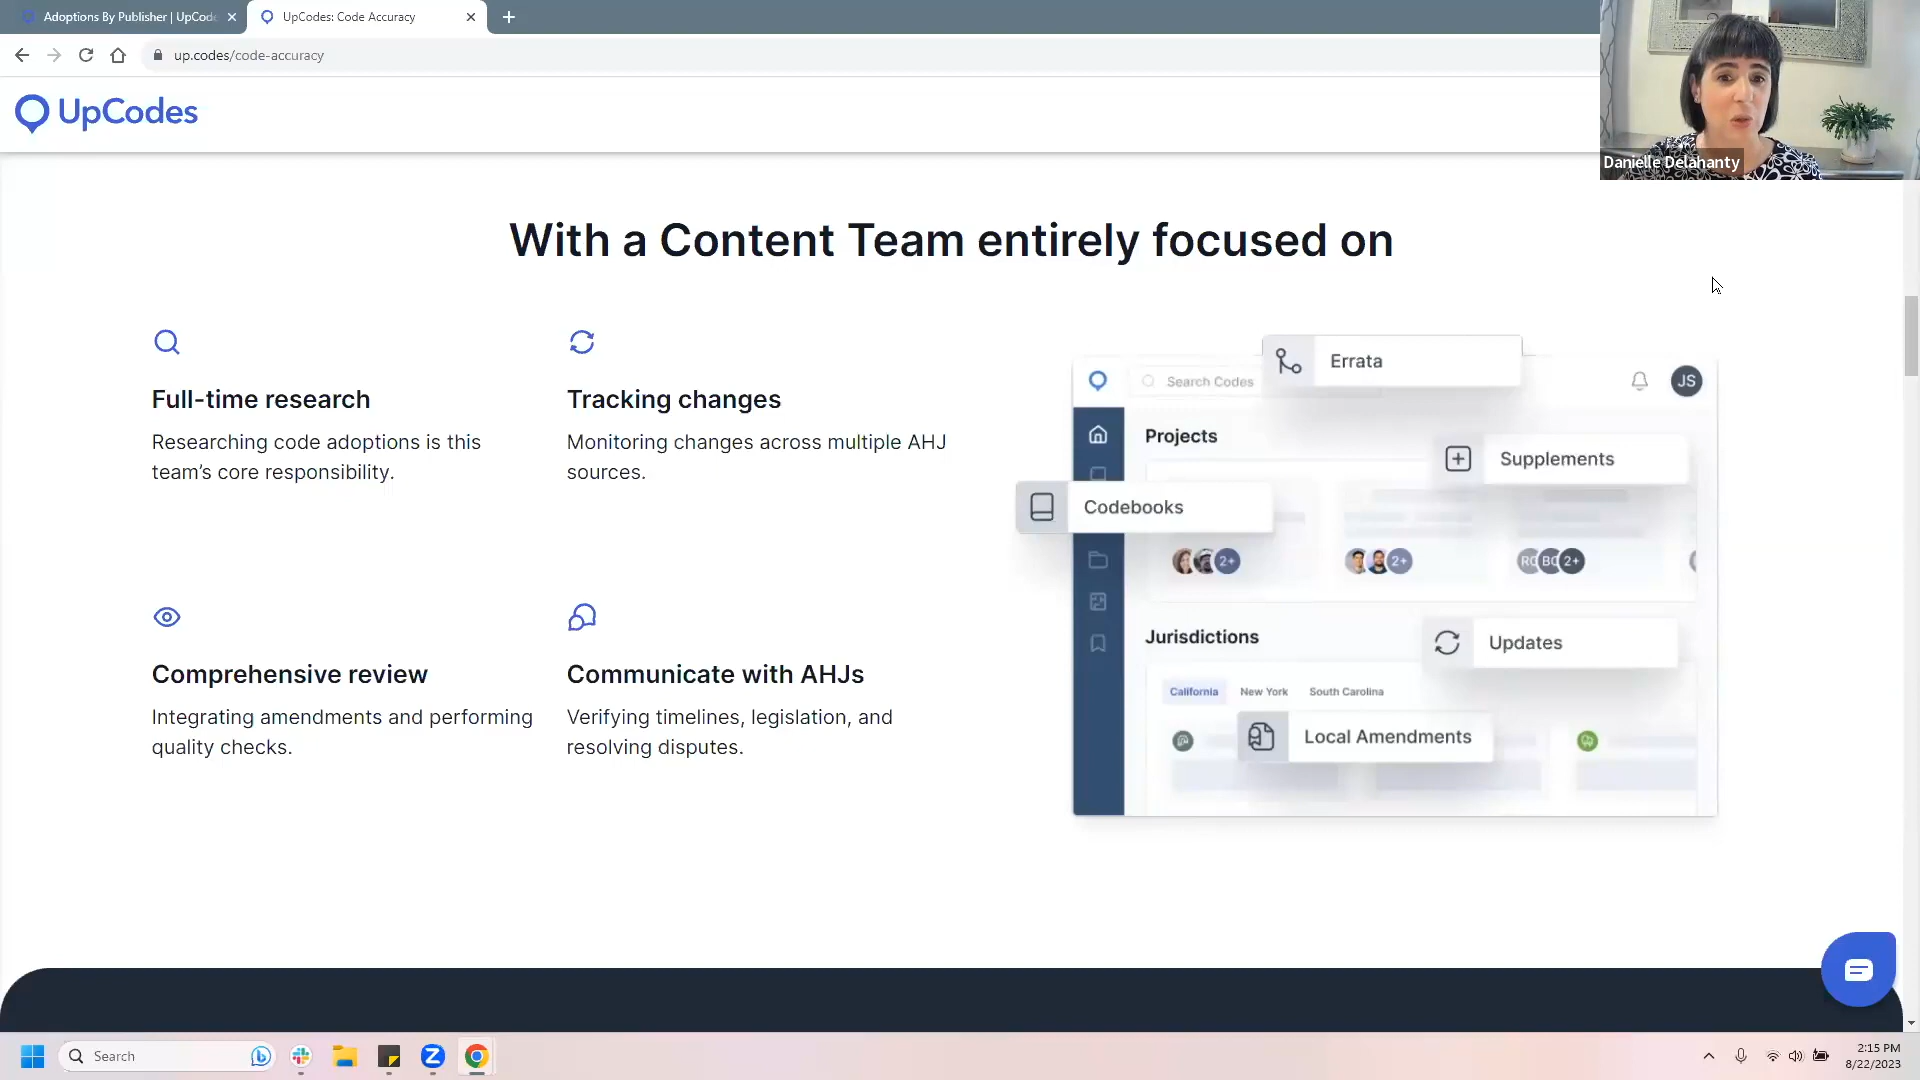 Adoptions By Publisher | UpCode
UpCodes: Code Accuracy
up.codes/code-accuracy
UpCodes
Danielle Delahanty
With a Content Team entirely focused on
Full-time research
Researching code adoptions is this
team's core responsibility.
Tracking changes
Monitoring changes across multiple AHJ
sources.
Comprehensive review
Integrating amendments and performing
quality checks.
Communicate with AHJs
Verifying timelines, legislation, and
resolving disputes.
Errata
Search Codes
JS
Projects
Supplements
Codebooks
2+
2+
RC BC 2+
Jurisdictions
Updates
California New York South Carolina
Local Amendments
Search
2:15 PM
8/22/2023